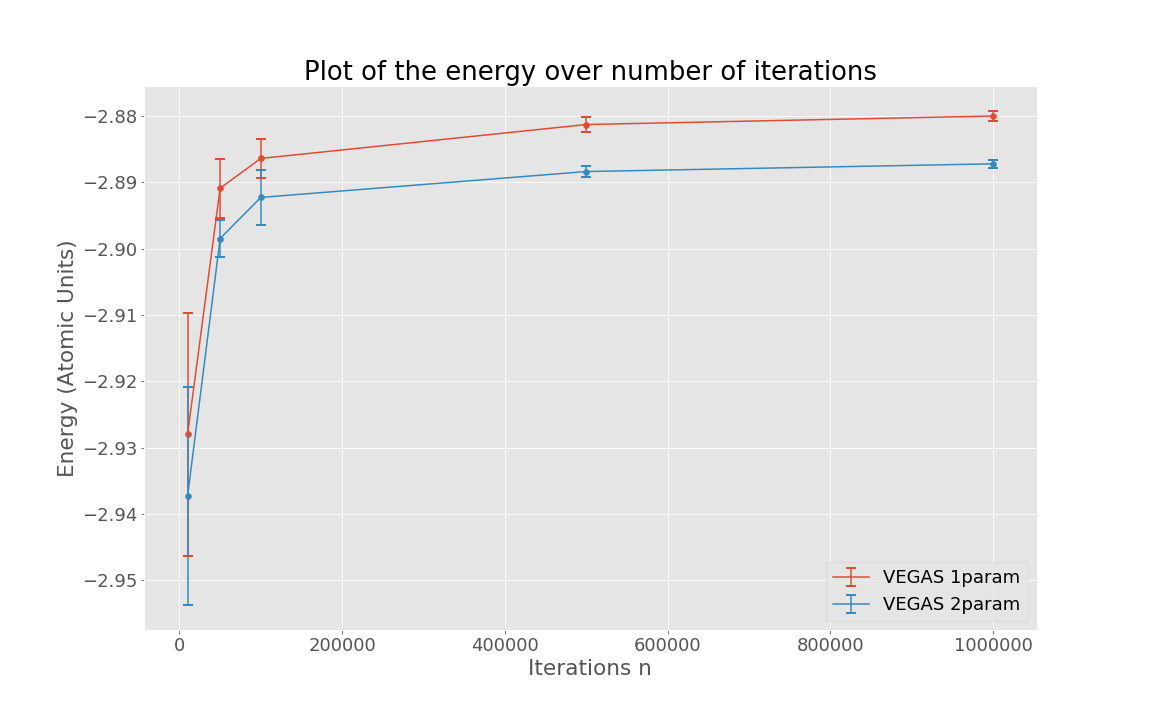 Plot of the energy over number of iterations
Energy (Atomic Units)
−2.88
−2.89
−2.90
−2.91
−2.92
−2.93
−2.94
−2.95
VEGAS 1param
VEGAS 2param
0 200000 400000 600000 800000 1000000
Iterations n